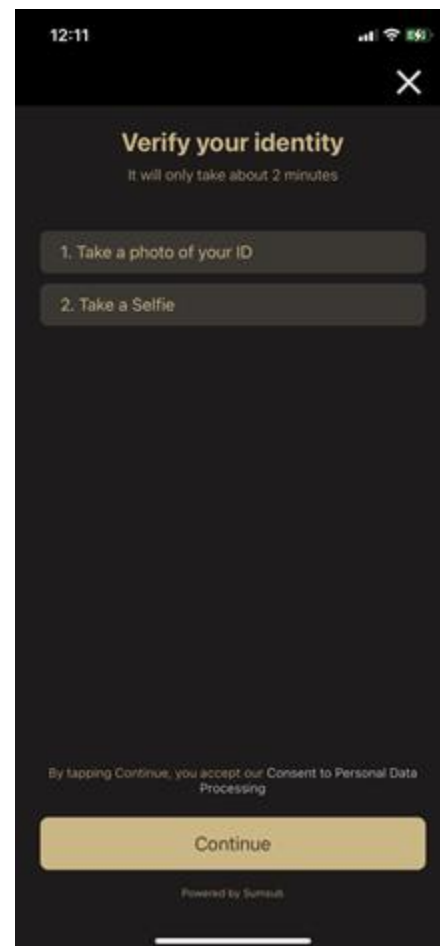 12:11
Verify your identity
It will only take about 2 minutes
1. Take a photo of your ID
2. Take a Selfie
By tapping Continue, you accept our Consent to Personal Data
Processing
Continue
Powered by Sumsub